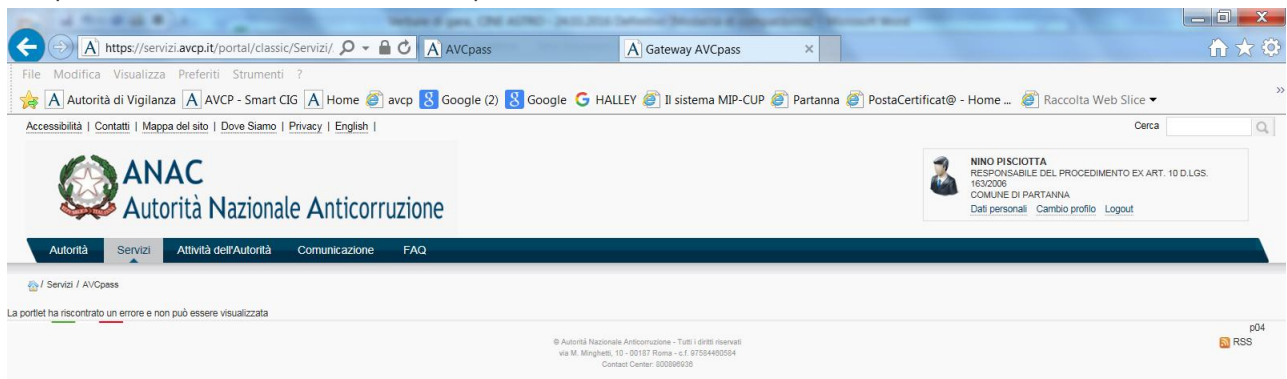 https://servizi.avcp.it/portal/classic/Servizi/
AVCpass
Gateway AVCpass
File Modifica Visualizza Preferiti Strumenti ?
Autorità di Vigilanza
AVCP - Smart CIG
Home
avcp
Google (2)
Google
HALLEY
Il sistema MIP-CUP
Partanna
PostaCertificat@ - Home ...
Raccolta Web Slice
Accessibilità | Contatti | Mappa del sito | Dove Siamo | Privacy | English |
Cerca
ANAC
Autorità Nazionale Anticorruzione
NINO PISCIOTTA
RESPONSABILE DEL PROCEDIMENTO EX ART. 10 D.LGS.
163/2006
COMUNE DI PARTANNA
Dati personali Cambio profilo Logout
Autorità Servizi Attività dell'Autorità Comunicazione FAQ
/ Servizi / AVCpass
La portlet ha riscontrato un errore e non può essere visualizzata
p04
RSS
© Autorità Nazionale Anticorruzione - Tutti i diritti riservati
via M. Minghetti, 10 - 00187 Roma - c.f. 97584460584
Contact Center: 800896936